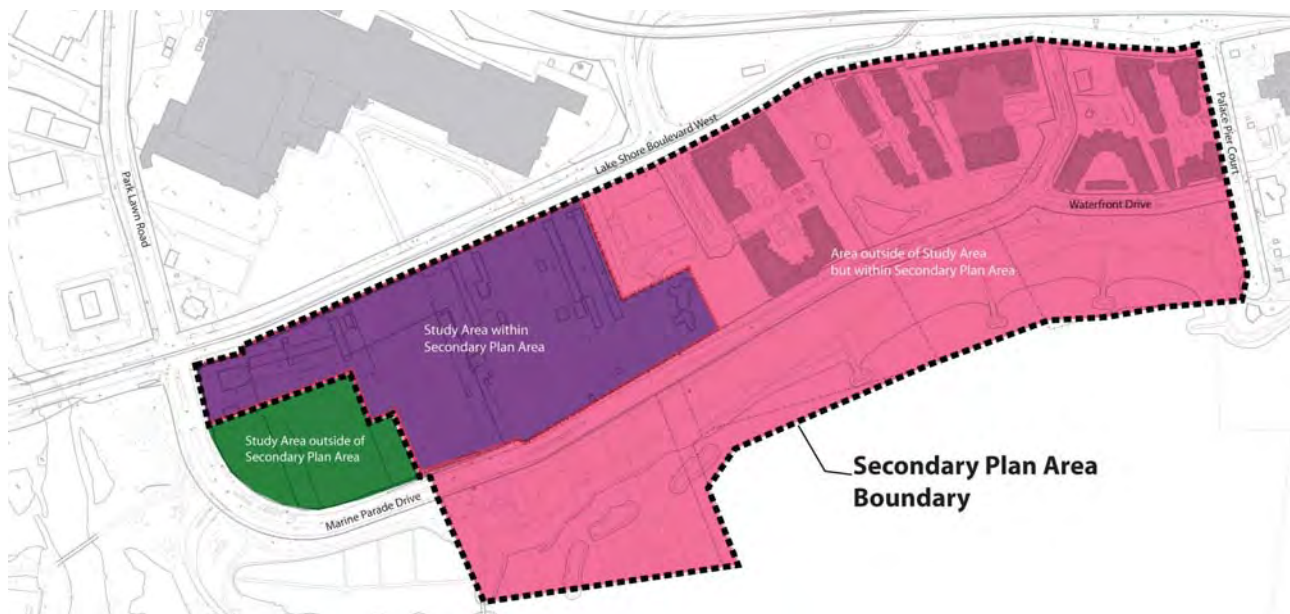 Lake Shore Boulevard West
Palace Pier Court
Park Lawn Road
Waterfront Drive
Area outside of Study Area
but within Secondary Plan Area
Study Area within
Secondary Plan Area
Study Area outside of
Secondary Plan Area
Secondary Plan Area
Boundary
Marine Parade Drive